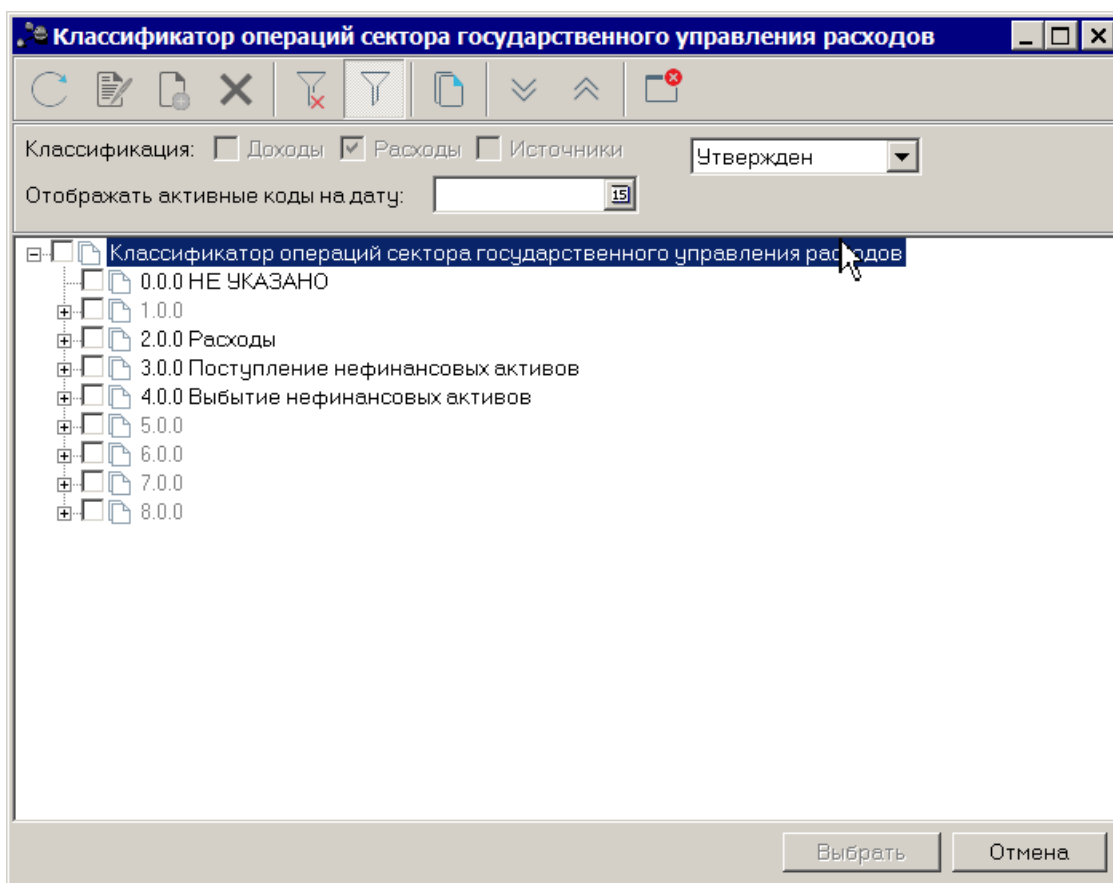 Классификатор операций сектора государственного управления расходов
Классификация: Доходы Расходы Источники Утвержден
Отображать активные коды на дату: 15
Классификатор операций сектора государственного управления расходов
0.0.0 НЕ УКАЗАНО
1.0.0
2.0.0 Расходы
3.0.0 Поступление нефинансовых активов
4.0.0 Выбытие нефинансовых активов
5.0.0
6.0.0
7.0.0
8.0.0
Выбрать Отмена